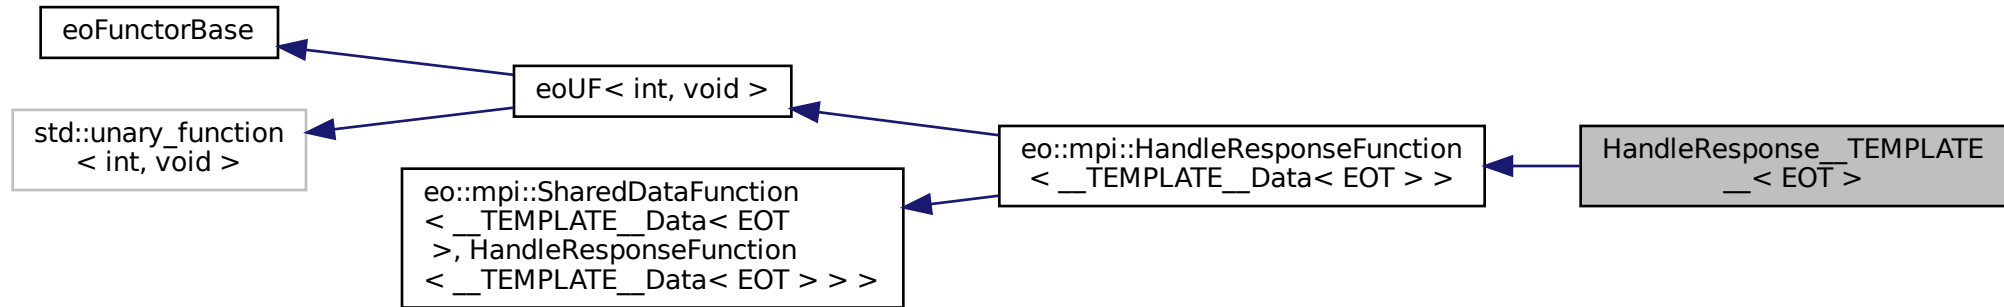 eoFunctorBase
std::unary_function
< int, void >
eoUF< int, void >
eo::mpi::SharedDataFunction
< __TEMPLATE__Data< EOT
>, HandleResponseFunction
< __TEMPLATE__Data< EOT > > >
eo::mpi::HandleResponseFunction
< __TEMPLATE__Data< EOT > >
HandleResponse__TEMPLATE
__< EOT >